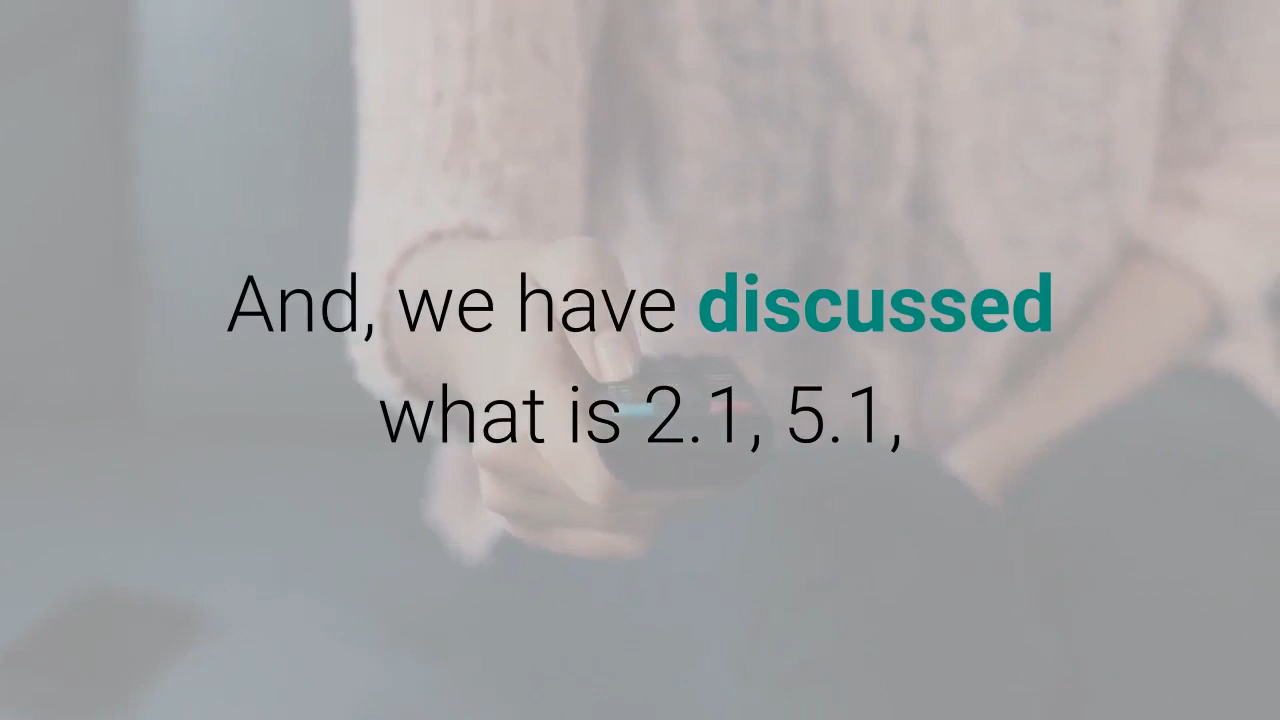 And, we have discussed
what is 2.1, 5.1,